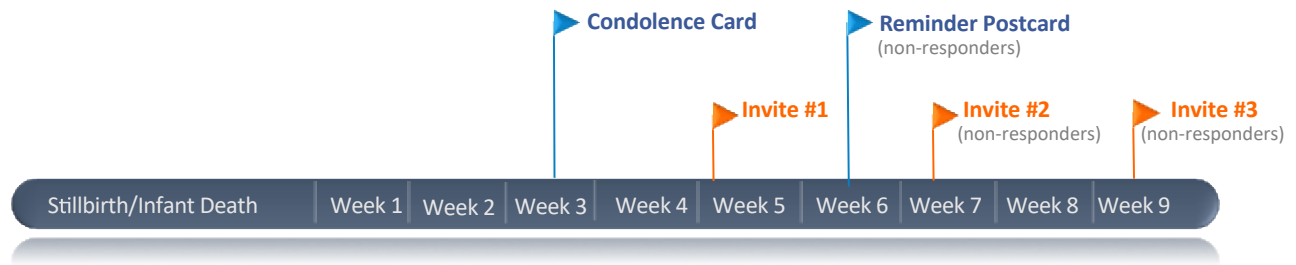 Condolence Card
Reminder Postcard
(non-responders)
Invite #1
Invite #2
(non-responders)
Invite #3
(non-responders)
Stillbirth/Infant Death
Week 1
Week 2
Week 3
Week 4
Week 5
Week 6
Week 7
Week 8
Week 9